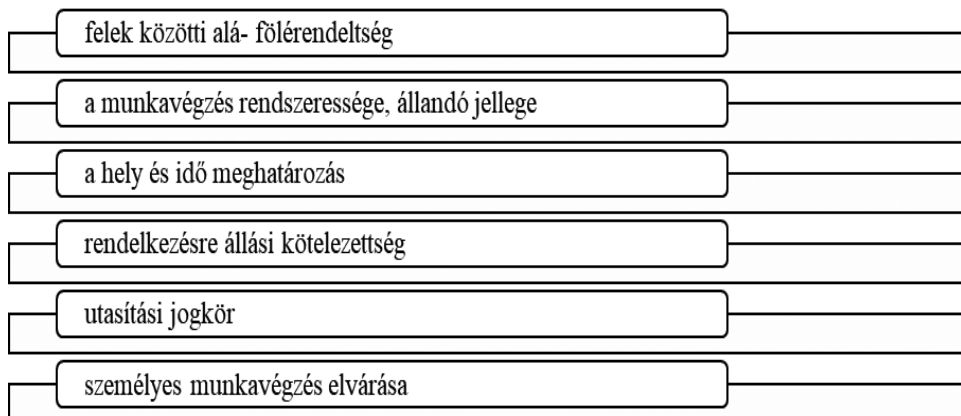 felek közötti alá- fölérendeltség
a munkavégzés rendszeressége, állandó jellege
a hely és idő meghatározás
rendelkezésre állási kötelezettség
utasítási jogkör
személyes munkavégzés elvárása